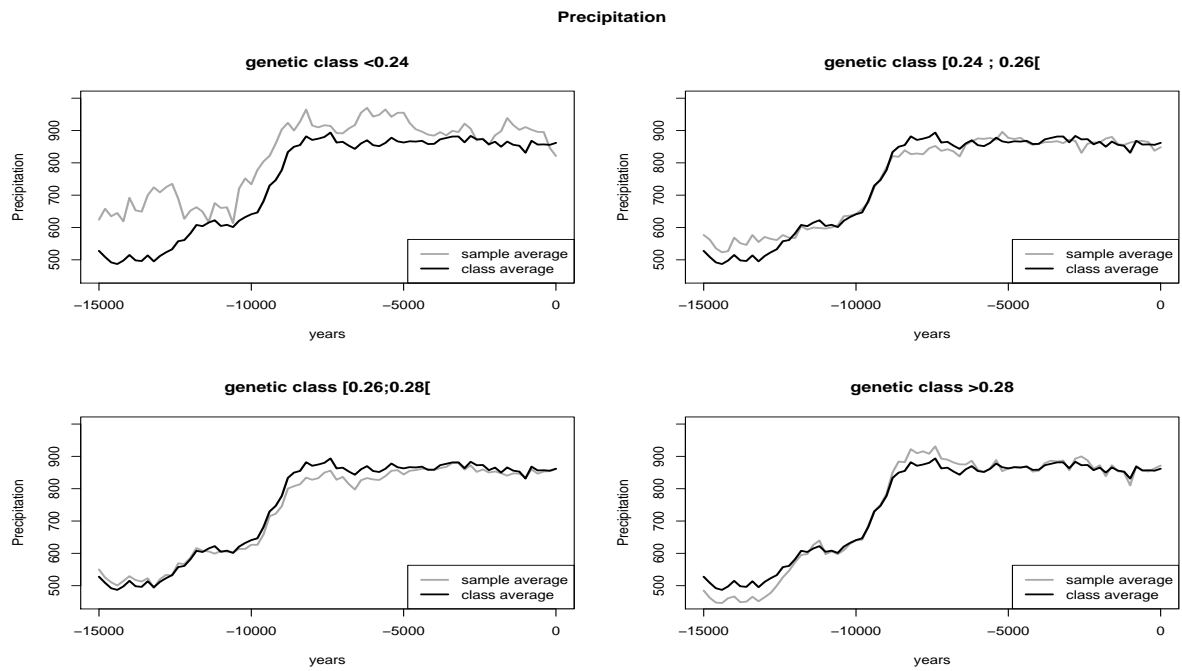 Precipitation
genetic class <0.24
Precipitation
500 600 700 800 900
−15000 −10000 −5000 0
years
sample average
class average
genetic class [0.24 ; 0.26[
Precipitation
500 600 700 800 900
−15000 −10000 −5000 0
years
sample average
class average
genetic class [0.26;0.28[
Precipitation
500 600 700 800 900
−15000 −10000 −5000 0
years
sample average
class average
genetic class >0.28
Precipitation
500 600 700 800 900
−15000 −10000 −5000 0
years
sample average
class average